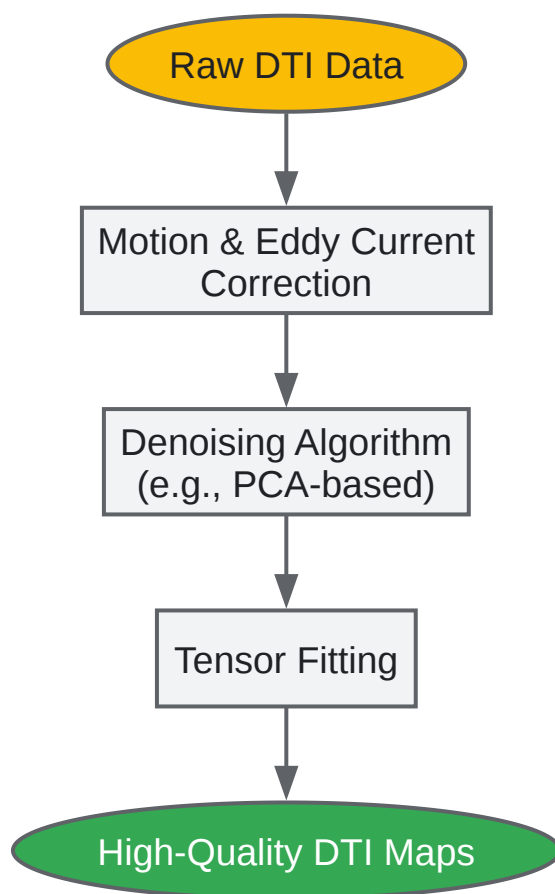 Raw DTI Data
Motion & Eddy Current
Correction
Denoising Algorithm
(e.g., PCA-based)
Tensor Fitting
High-Quality DTI Maps